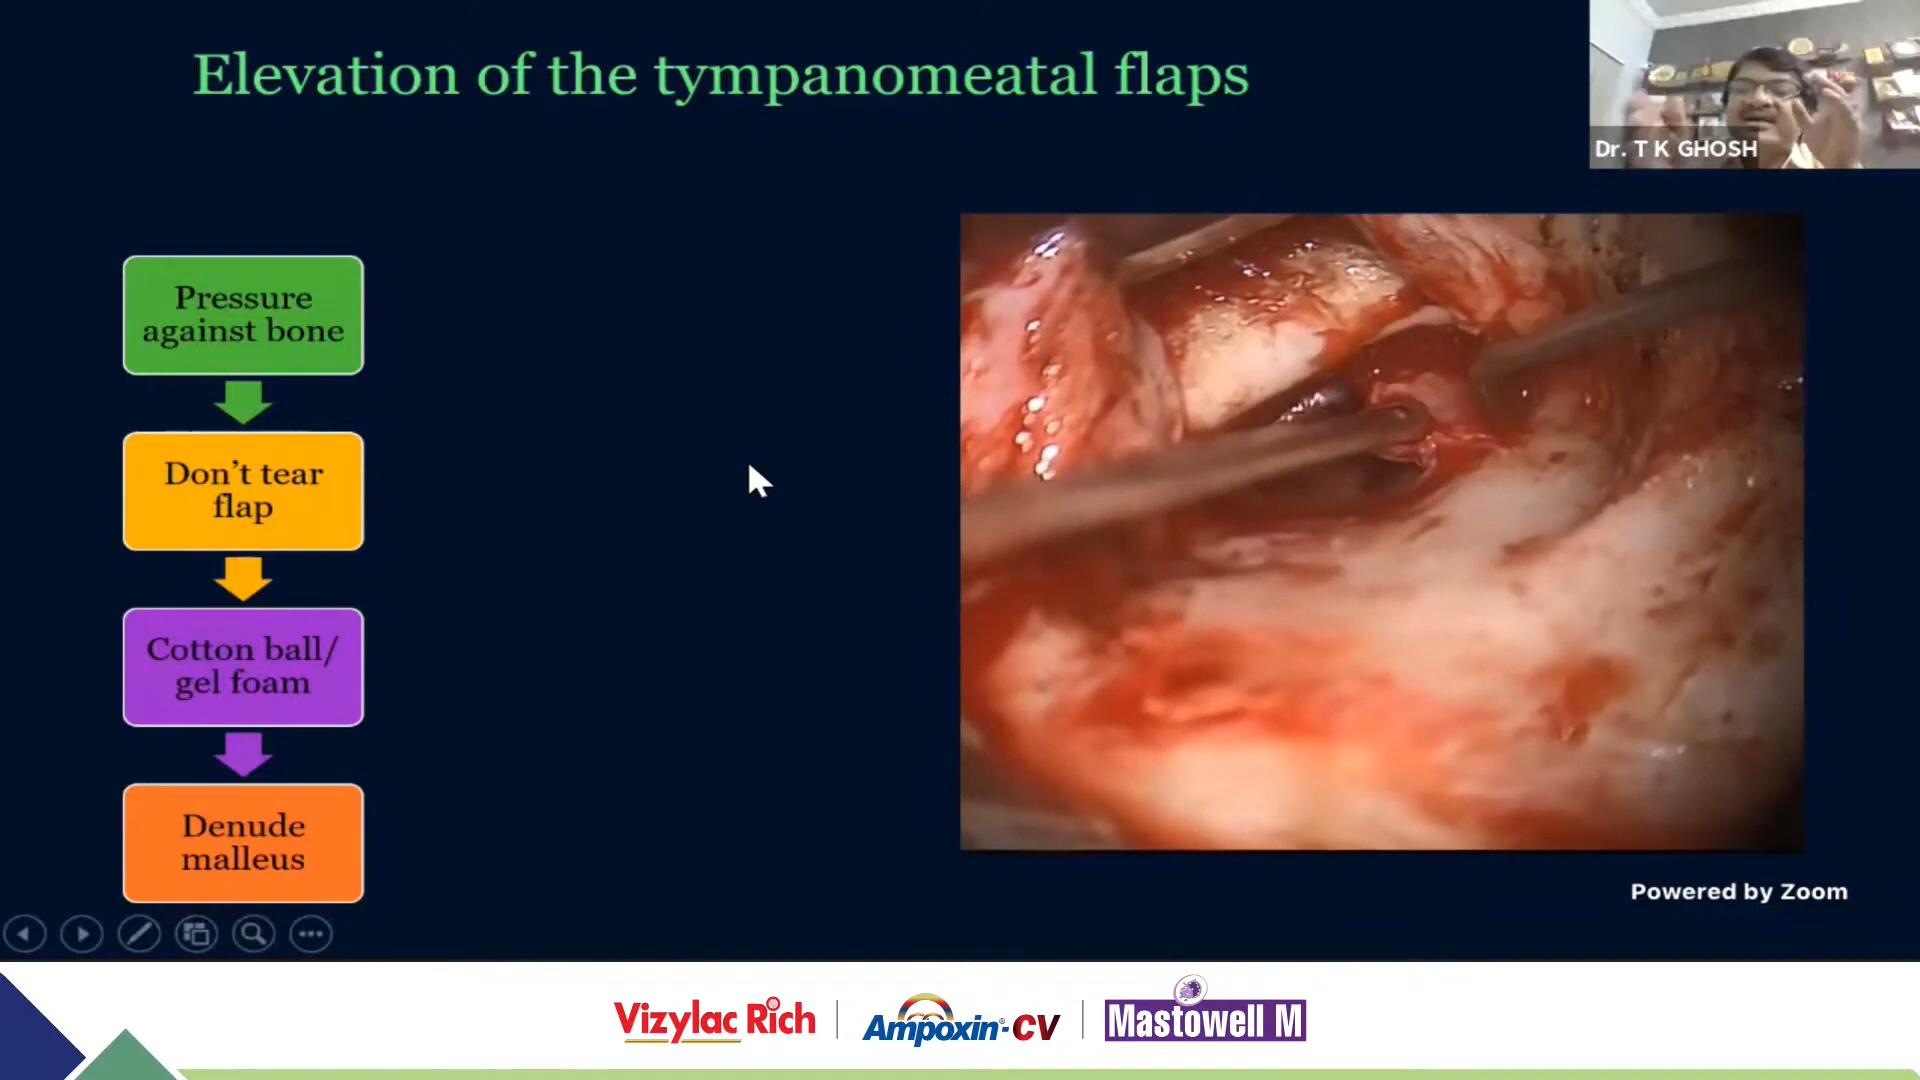 Elevation of the tympanomeatal flaps
Dr. T K GHOSH
Pressure
against bone
Don’t tear
flap
Cotton ball/
gel foam
Denude
malleus
Powered by Zoom
Vizylac Rich
Ampoxin®-CV
Mastowell M